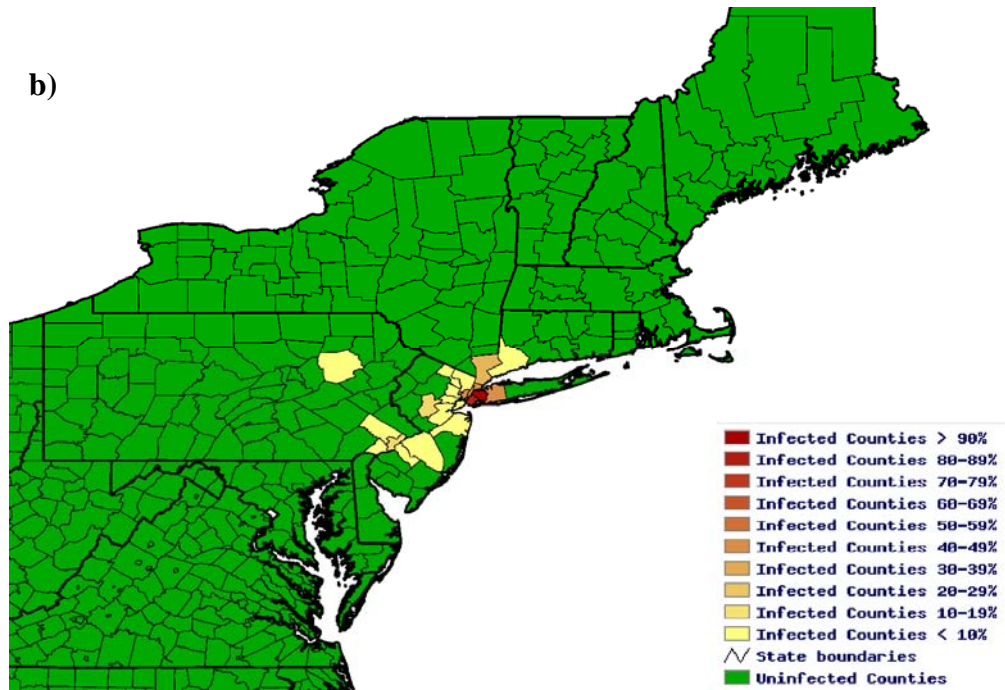 b)
Infected Counties > 90%
Infected Counties 80-89%
Infected Counties 70-79%
Infected Counties 60-69%
Infected Counties 50-59%
Infected Counties 40-49%
Infected Counties 30-39%
Infected Counties 20-29%
Infected Counties 10-19%
Infected Counties < 10%
State boundaries
Uninfected Counties